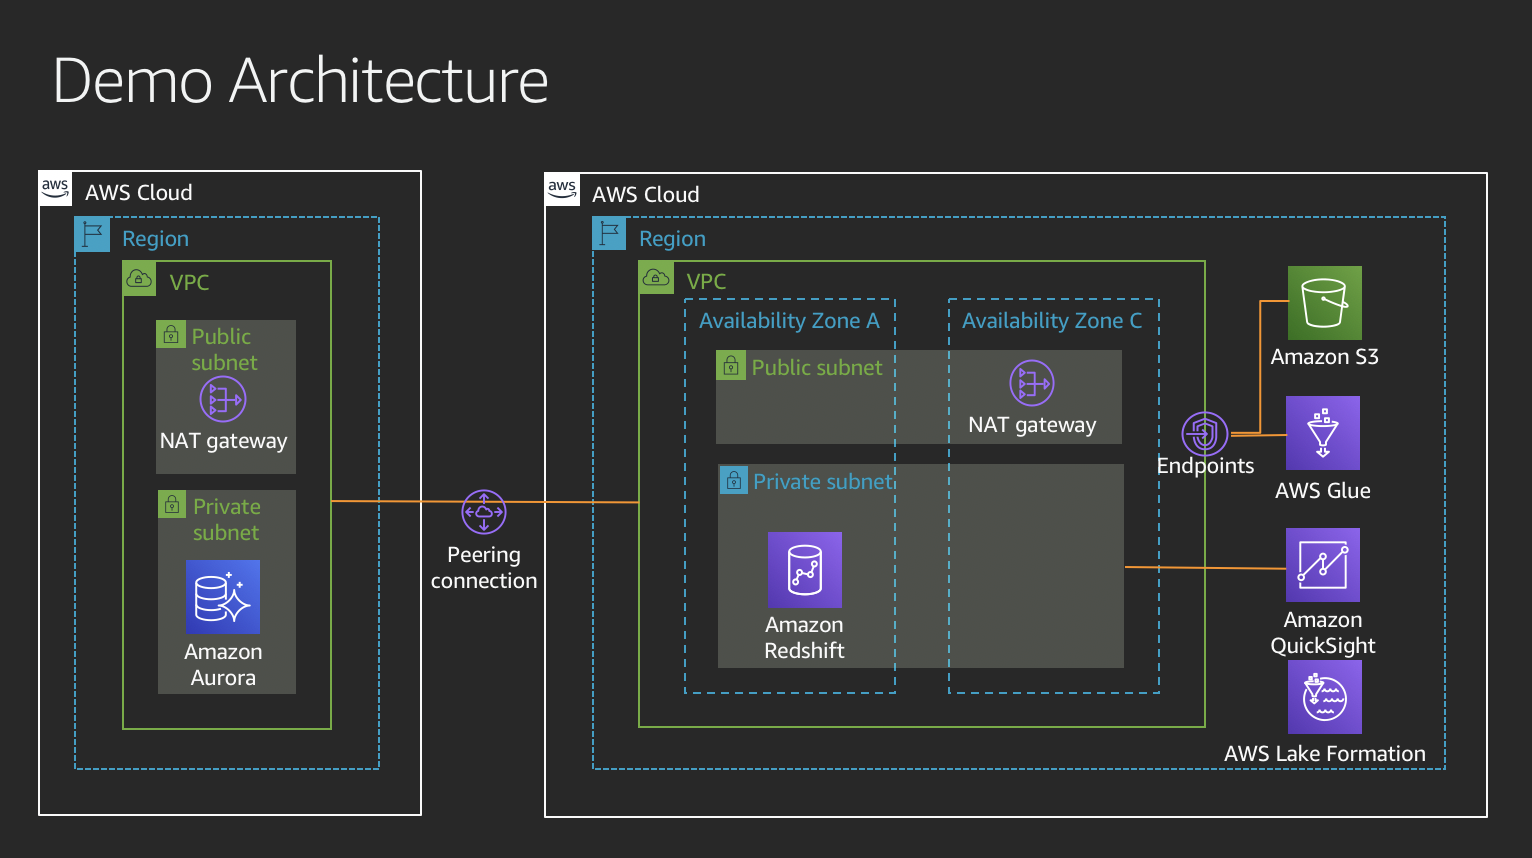 Demo Architecture
aws
AWS Cloud
Region
VPC
Public
subnet
NAT gateway
Private
subnet
Amazon
Aurora
Peering
connection
aws
AWS Cloud
Region
VPC
Availability Zone A
Availability Zone C
Public subnet
NAT gateway
Private subnet
Amazon
Redshift
Endpoints
Amazon S3
AWS Glue
Amazon
QuickSight
AWS Lake Formation